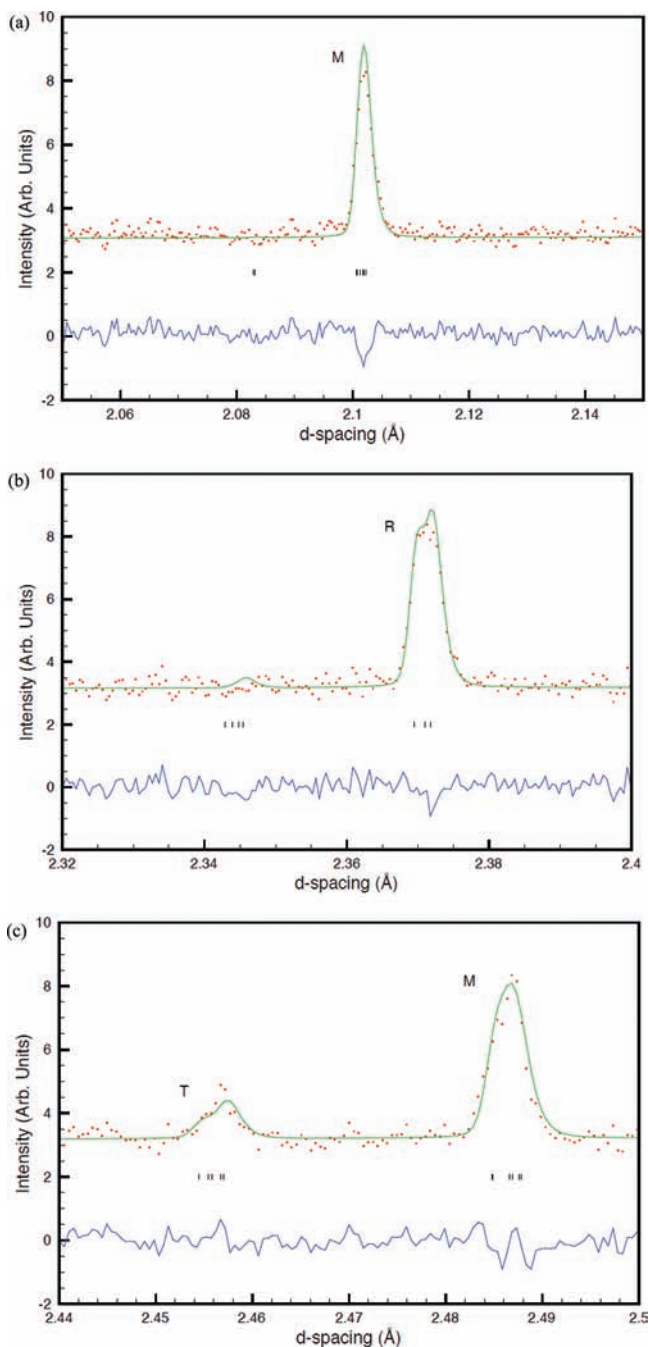 (a)
10
8
6
4
2
0
-2
M
Intensity (Arb. Units)
2.06
2.08
2.1
2.12
2.14
d-spacing (Å)
(b)
10
8
6
4
2
0
-2
R
Intensity (Arb. Units)
2.32
2.34
2.36
2.38
2.4
d-spacing (Å)
(c)
10
8
6
4
2
0
-2
T
M
Intensity (Arb. Units)
2.44
2.45
2.46
2.47
2.48
2.49
2.5
d-spacing (Å)